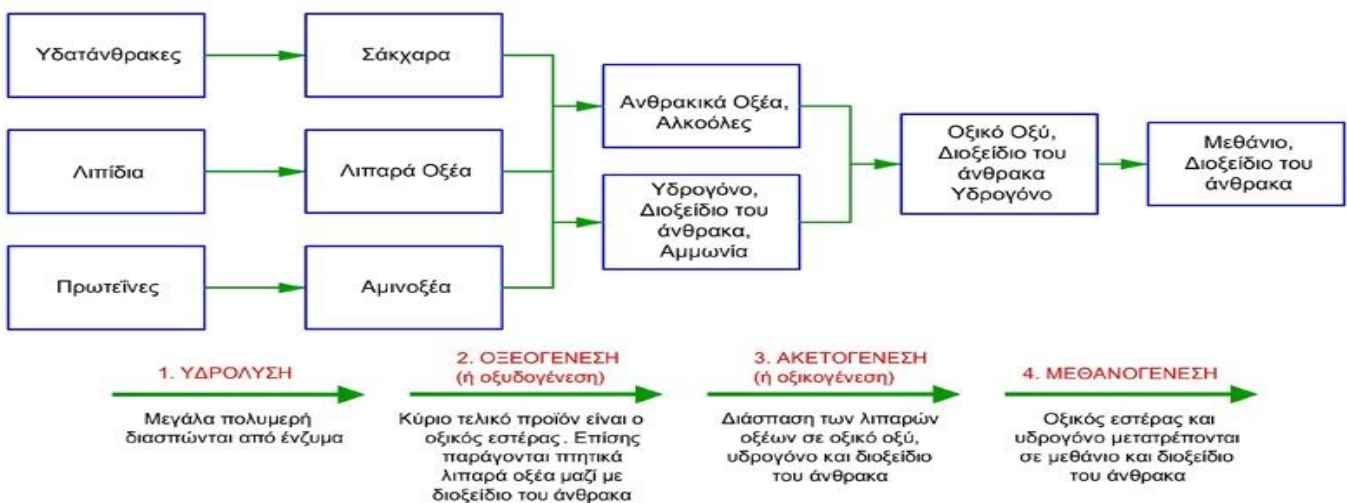 Υδατάνθρακες
Σάκχαρα
Λιπίδια
Λιπαρά Οξέα
Πρωτεΐνες
Αμινοξέα
Ανθρακικά Οξέα,
Αλκοόλες
Υδρογόνο,
Διοξείδιο του
άνθρακα,
Αμμωνία
Οξικό Οξύ,
Διοξείδιο του
άνθρακα
Υδρογόνο
Μεθάνιο,
Διοξείδιο του
άνθρακα
1. ΥΔΡΟΛΥΣΗ
Μεγάλα πολυμερή
διασπώνται από ένζυμα
2. ΟΞΕΟΓΕΝΕΣΗ
(ή οξυδογένεση)
Κύριο τελικό προϊόν είναι ο
οξικός εστέρας. Επίσης
παράγονται πτητικά
λιπαρά οξέα μαζί με
διοξείδιο του άνθρακα
3. ΑΚΕΤΟΓΕΝΕΣΗ
(ή οξικογένεση)
Διάσπαση των λιπαρών
οξέων σε οξικό οξύ,
υδρογόνο και διοξείδιο
του άνθρακα
4. ΜΕΘΑΝΟΓΕΝΕΣΗ
Οξικός εστέρας και
υδρογόνο μετατρέπονται
σε μεθάνιο και διοξείδιο
του άνθρακα